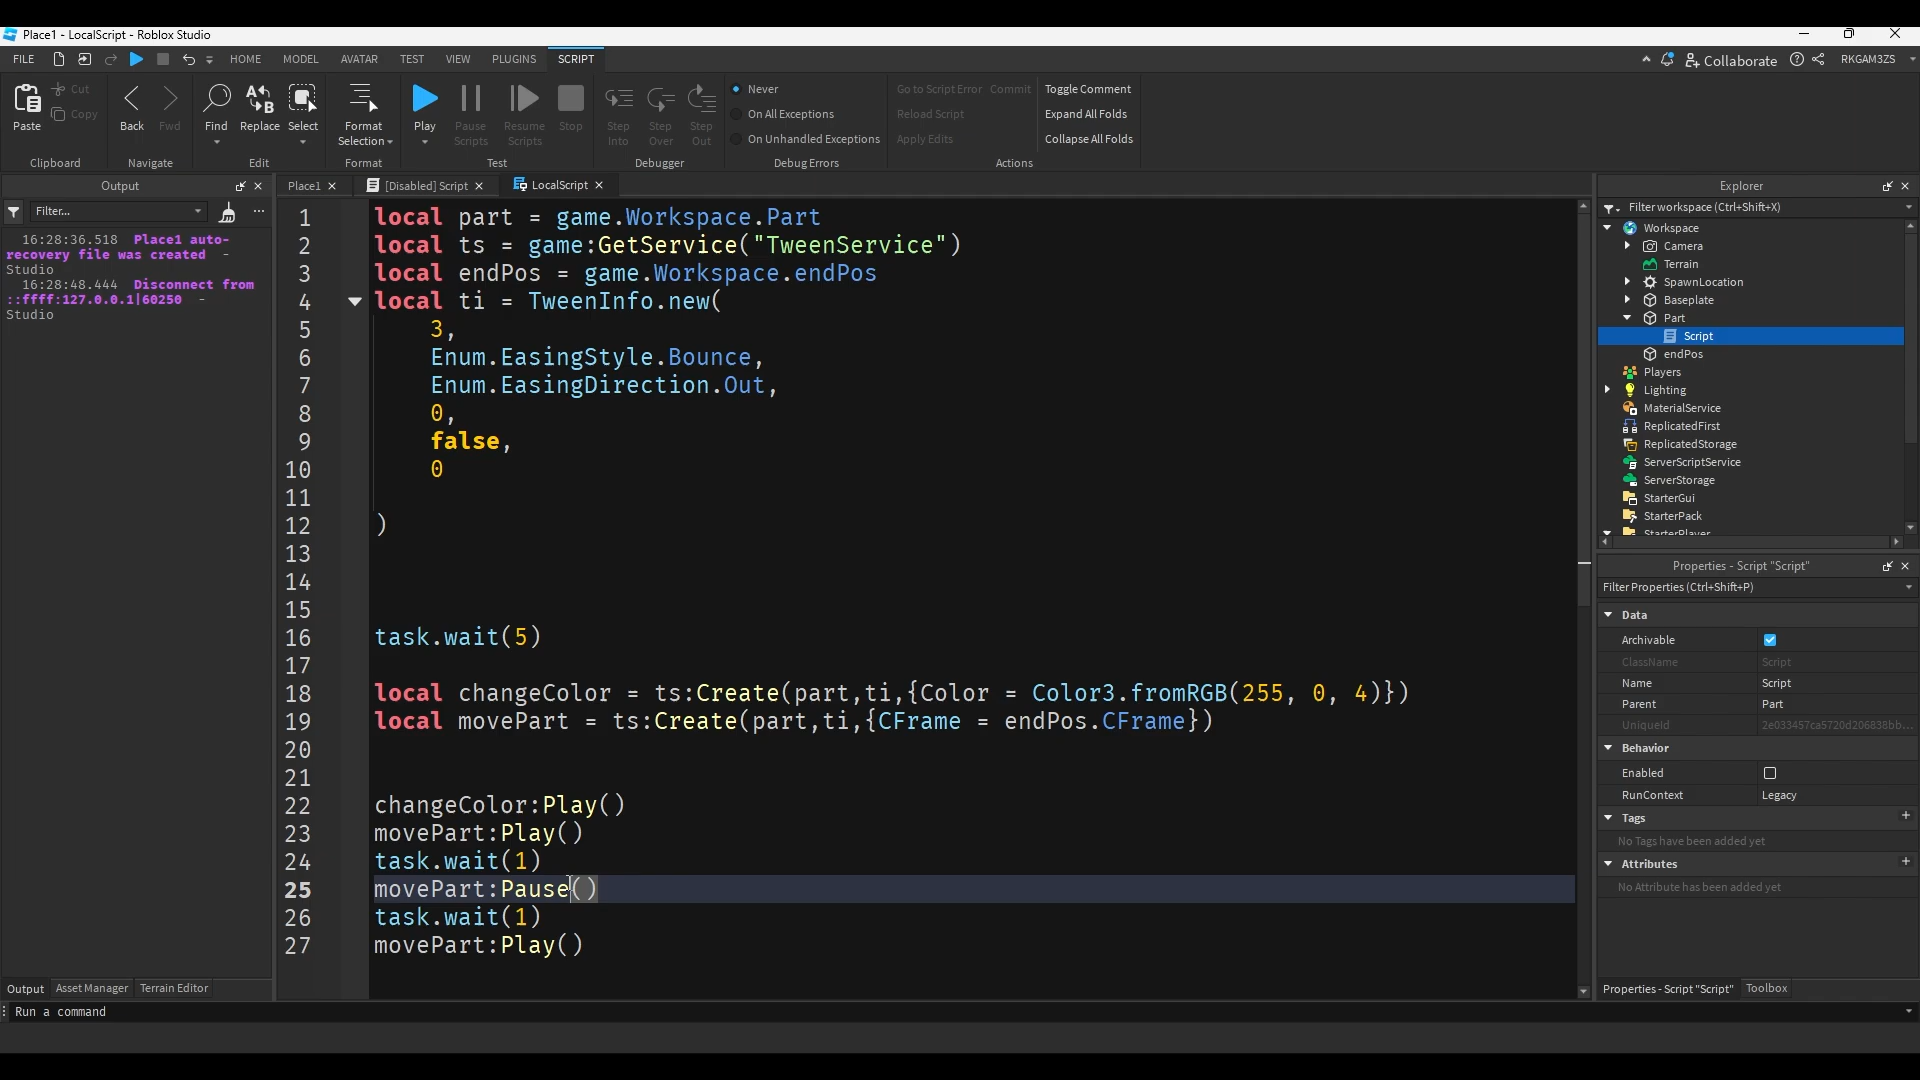 Place1 - LocalScript - Roblox Studio
FILE HOME MODEL AVATAR TEST VIEW PLUGINS SCRIPT Collaborate RKGAM3ZS
Paste Cut Copy
Back Fwd
Find Replace Select
Format Selection
Play Pause Scripts Resume Scripts Stop
Step Into Step Over Step Out
Never
On All Exceptions
On Unhandled Exceptions
Go to Script Error Commit
Reload Script
Apply Edits
Toggle Comment
Expand All Folds
Collapse All Folds
Clipboard Navigate Edit Format Test Debugger Debug Errors Actions
Output
Filter...
16:28:36.518 Place1 auto-
recovery file was created -
Studio
16:28:48.444 Disconnect from
::ffff:127.0.0.1|60250 -
Studio
Place1 [Disabled] Script LocalScript
1 local part = game.Workspace.Part
2 local ts = game:GetService("TweenService")
3 local endPos = game.Workspace.endPos
4 local ti = TweenInfo.new(
5 3,
6 Enum.EasingStyle.Bounce,
7 Enum.EasingDirection.Out,
8 0,
9 false,
10 0
11
12 )
13
14
15
16 task.wait(5)
17
18 local changeColor = ts:Create(part,ti,{Color = Color3.fromRGB(255, 0, 4)})
19 local movePart = ts:Create(part,ti,{CFrame = endPos.CFrame})
20
21
22 changeColor:Play()
23 movePart:Play()
24 task.wait(1)
25 movePart:Pause()
26 task.wait(1)
27 movePart:Play()
Explorer
Filter workspace (Ctrl+Shift+X)
Workspace
Camera
Terrain
SpawnLocation
Baseplate
Part
Script
endPos
Players
Lighting
MaterialService
ReplicatedFirst
ReplicatedStorage
ServerScriptService
ServerStorage
StarterGui
StarterPack
StarterPlayer
Properties - Script "Script"
Filter Properties (Ctrl+Shift+P)
Data
Archivable
ClassName Script
Name Script
Parent Part
UniqueId 2e033457ca5720d206838bb...
Behavior
Enabled
RunContext Legacy
Tags +
No Tags have been added yet
Attributes +
No Attribute has been added yet
Output Asset Manager Terrain Editor
Properties - Script "Script" Toolbox
Run a command